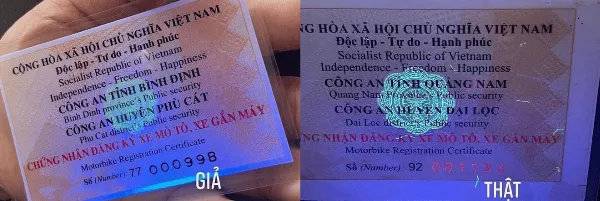 CỘNG HÒA XÃ HỘI CHỦ NGHĨA VIỆT NAM
Độc lập - Tự do - Hạnh phúc
Socialist Republic of Vietnam
Independence - Freedom - Happiness
CÔNG AN TỈNH BÌNH ĐỊNH
Binh Dinh province's Public security
CÔNG AN HUYỆN PHÙ CÁT
Phu Cat district's Public security
CHỨNG NHẬN ĐĂNG KÝ XE MÔ TÔ, XE GẮN MÁY
Motorbike Registration Certificate
Số (Number): 77 000998
GIẢ
CỘNG HÒA XÃ HỘI CHỦ NGHĨA VIỆT NAM
Độc lập - Tự do - Hạnh phúc
Socialist Republic of Vietnam
Independence - Freedom - Happiness
CÔNG AN TỈNH QUẢNG NAM
Quang Nam Province's Public security
CÔNG AN HUYỆN ĐẠI LỘC
Dai Loc district's Public security
CHỨNG NHẬN ĐĂNG KÝ XE MÔ TÔ, XE GẮN MÁY
Motorbike Registration Certificate
Số (Number): 92
THẬT